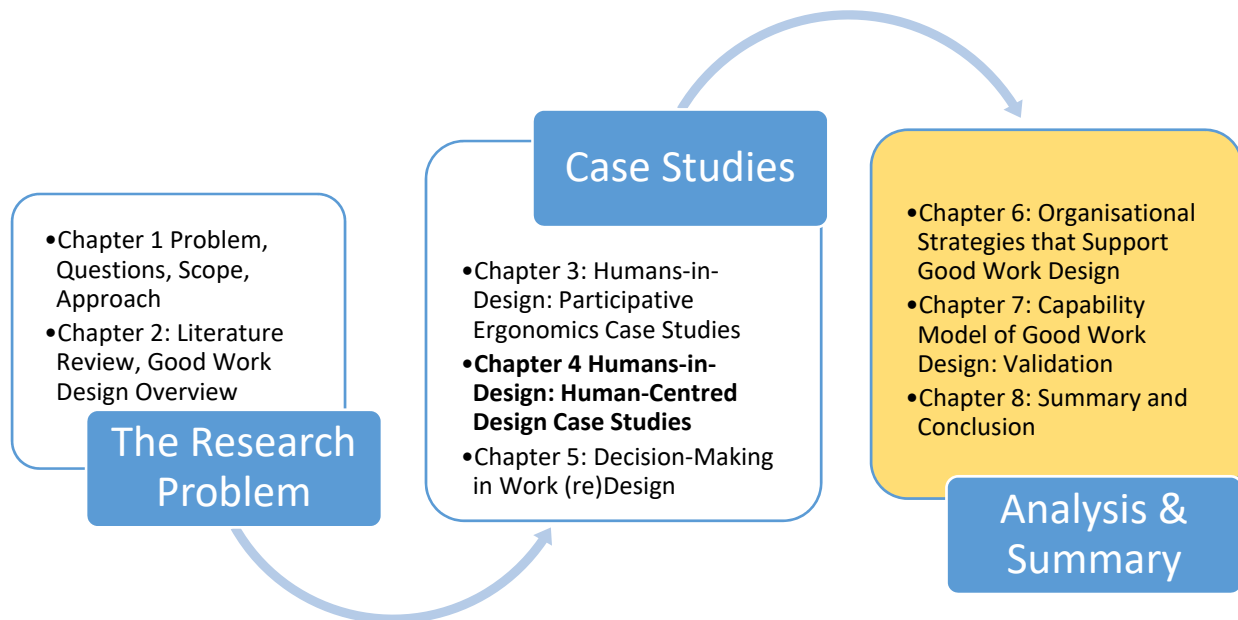 •Chapter 1 Problem,
Questions, Scope,
Approach
•Chapter 2: Literature
Review, Good Work
Design Overview
The Research
Problem
Case Studies
•Chapter 3: Humans-in-
Design: Participative
Ergonomics Case Studies
•Chapter 4 Humans-in-
Design: Human-Centred
Design Case Studies
•Chapter 5: Decision-Making
in Work (re)Design
•Chapter 6: Organisational
Strategies that Support
Good Work Design
•Chapter 7: Capability
Model of Good Work
Design: Validation
•Chapter 8: Summary and
Conclusion
Analysis &
Summary